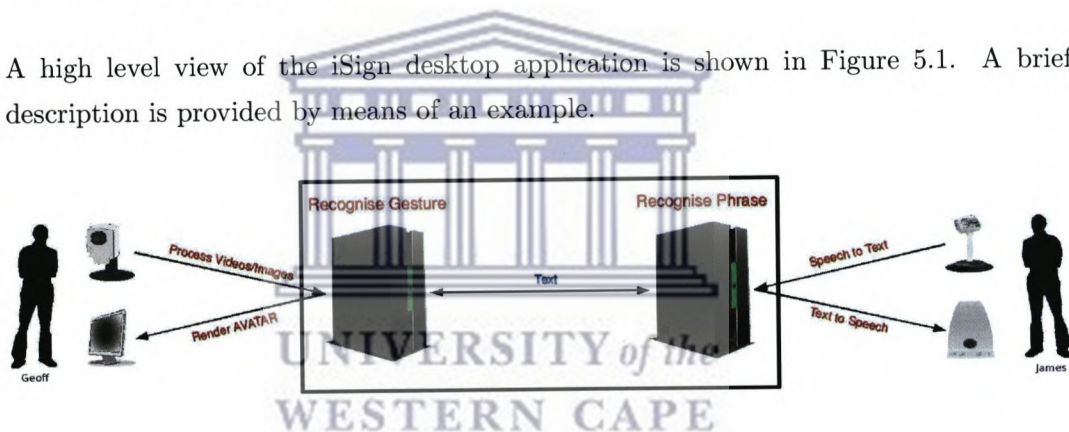 A high level view of the iSign desktop application is shown in Figure 5.1. A brief
description is provided by means of an example.
Recognise Gesture
Recognise Phrase
Process Videos/Images
Speech to Text
Text
Render AVATAR
Text to Speech
Geoff
James
UNIVERSITY of the
WESTERN CAPE